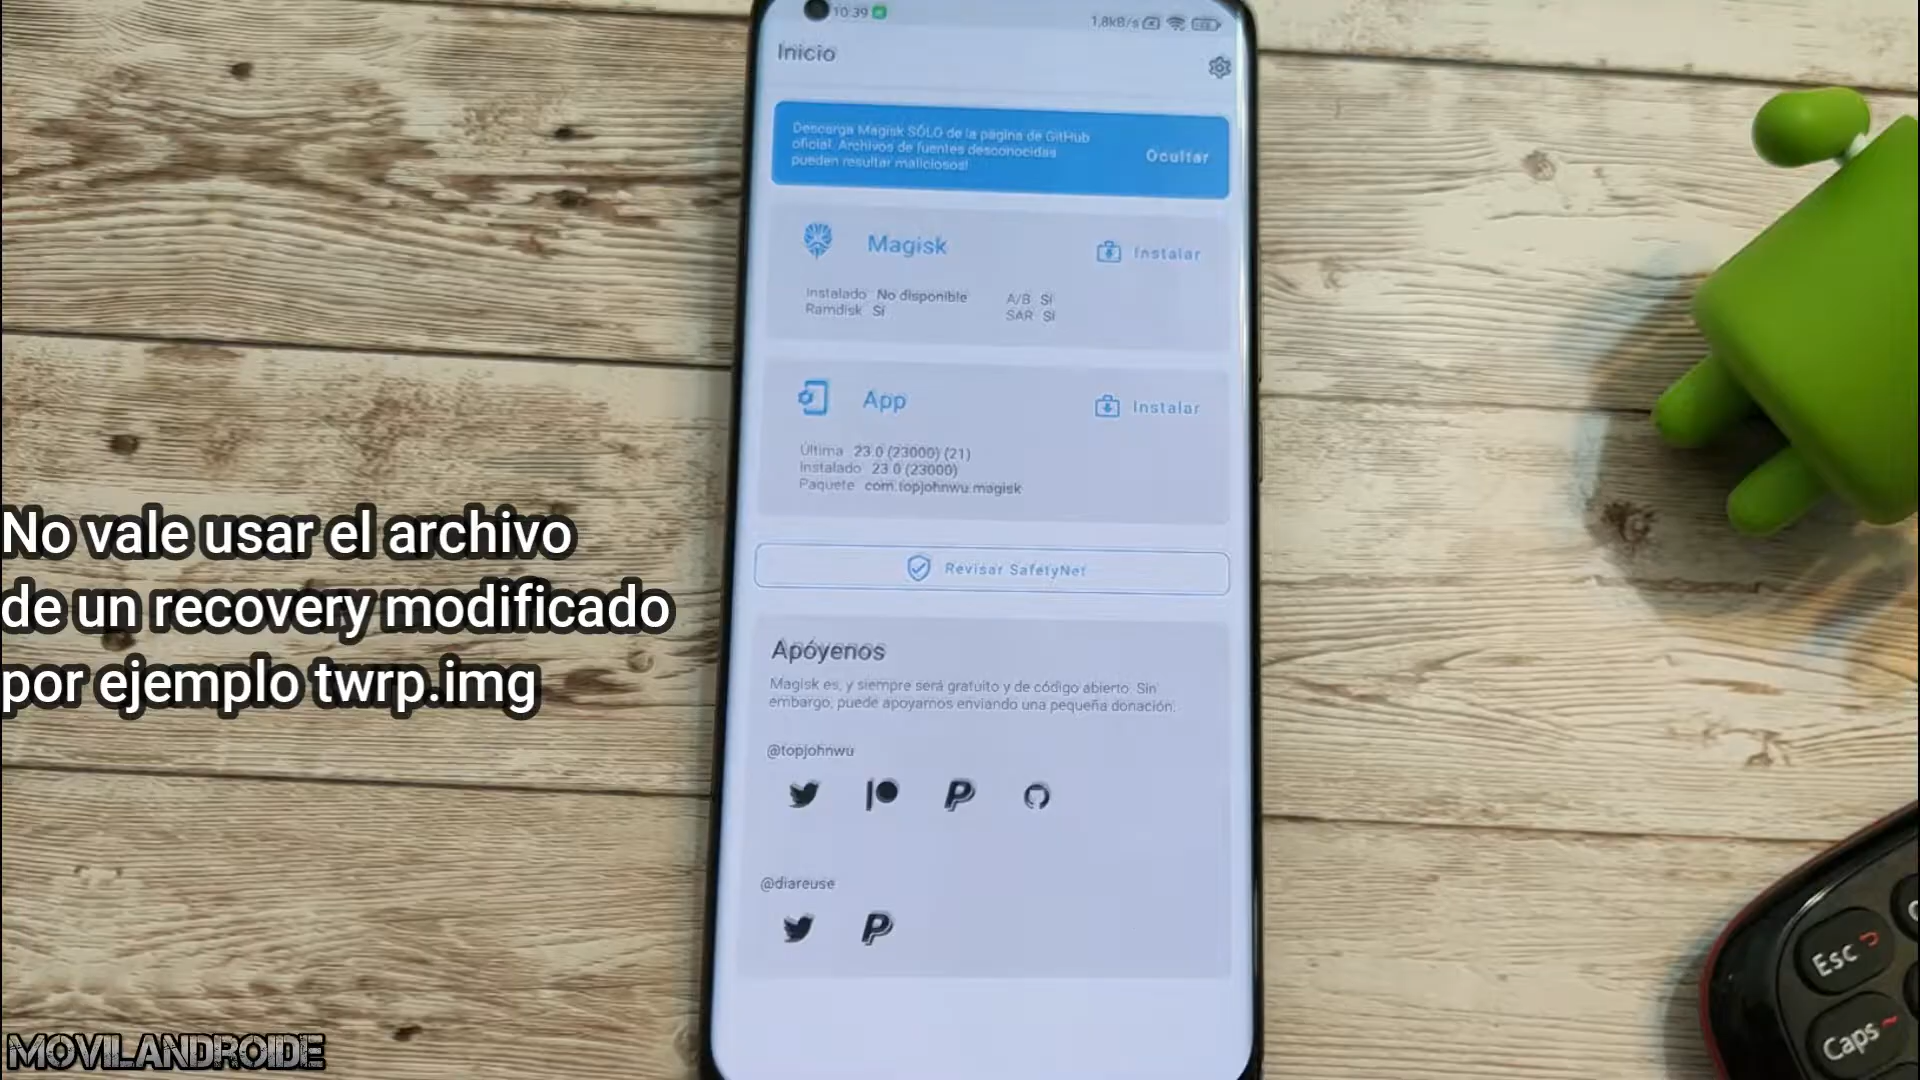 10:39
1,8kB/s
Inicio
Descarga Magisk SÓLO de la página de GitHub
oficial. Archivos de fuentes desconocidas
pueden resultar maliciosos!
Ocultar
Magisk
Instalar
Instalado No disponible
Ramdisk Sí
A/B Sí
SAR Sí
App
Instalar
Última 23.0 (23000) (21)
Instalado 23.0 (23000)
Paquete com.topjohnwu.magisk
No vale usar el archivo
de un recovery modificado
por ejemplo twrp.img
Revisar SafetyNet
Apóyenos
Magisk es, y siempre será gratuito y de código abierto. Sin
embargo, puede apoyarnos enviando una pequeña donación.
@topjohnwu
@diareuse
Esc
Caps
MOVILANDROIDE